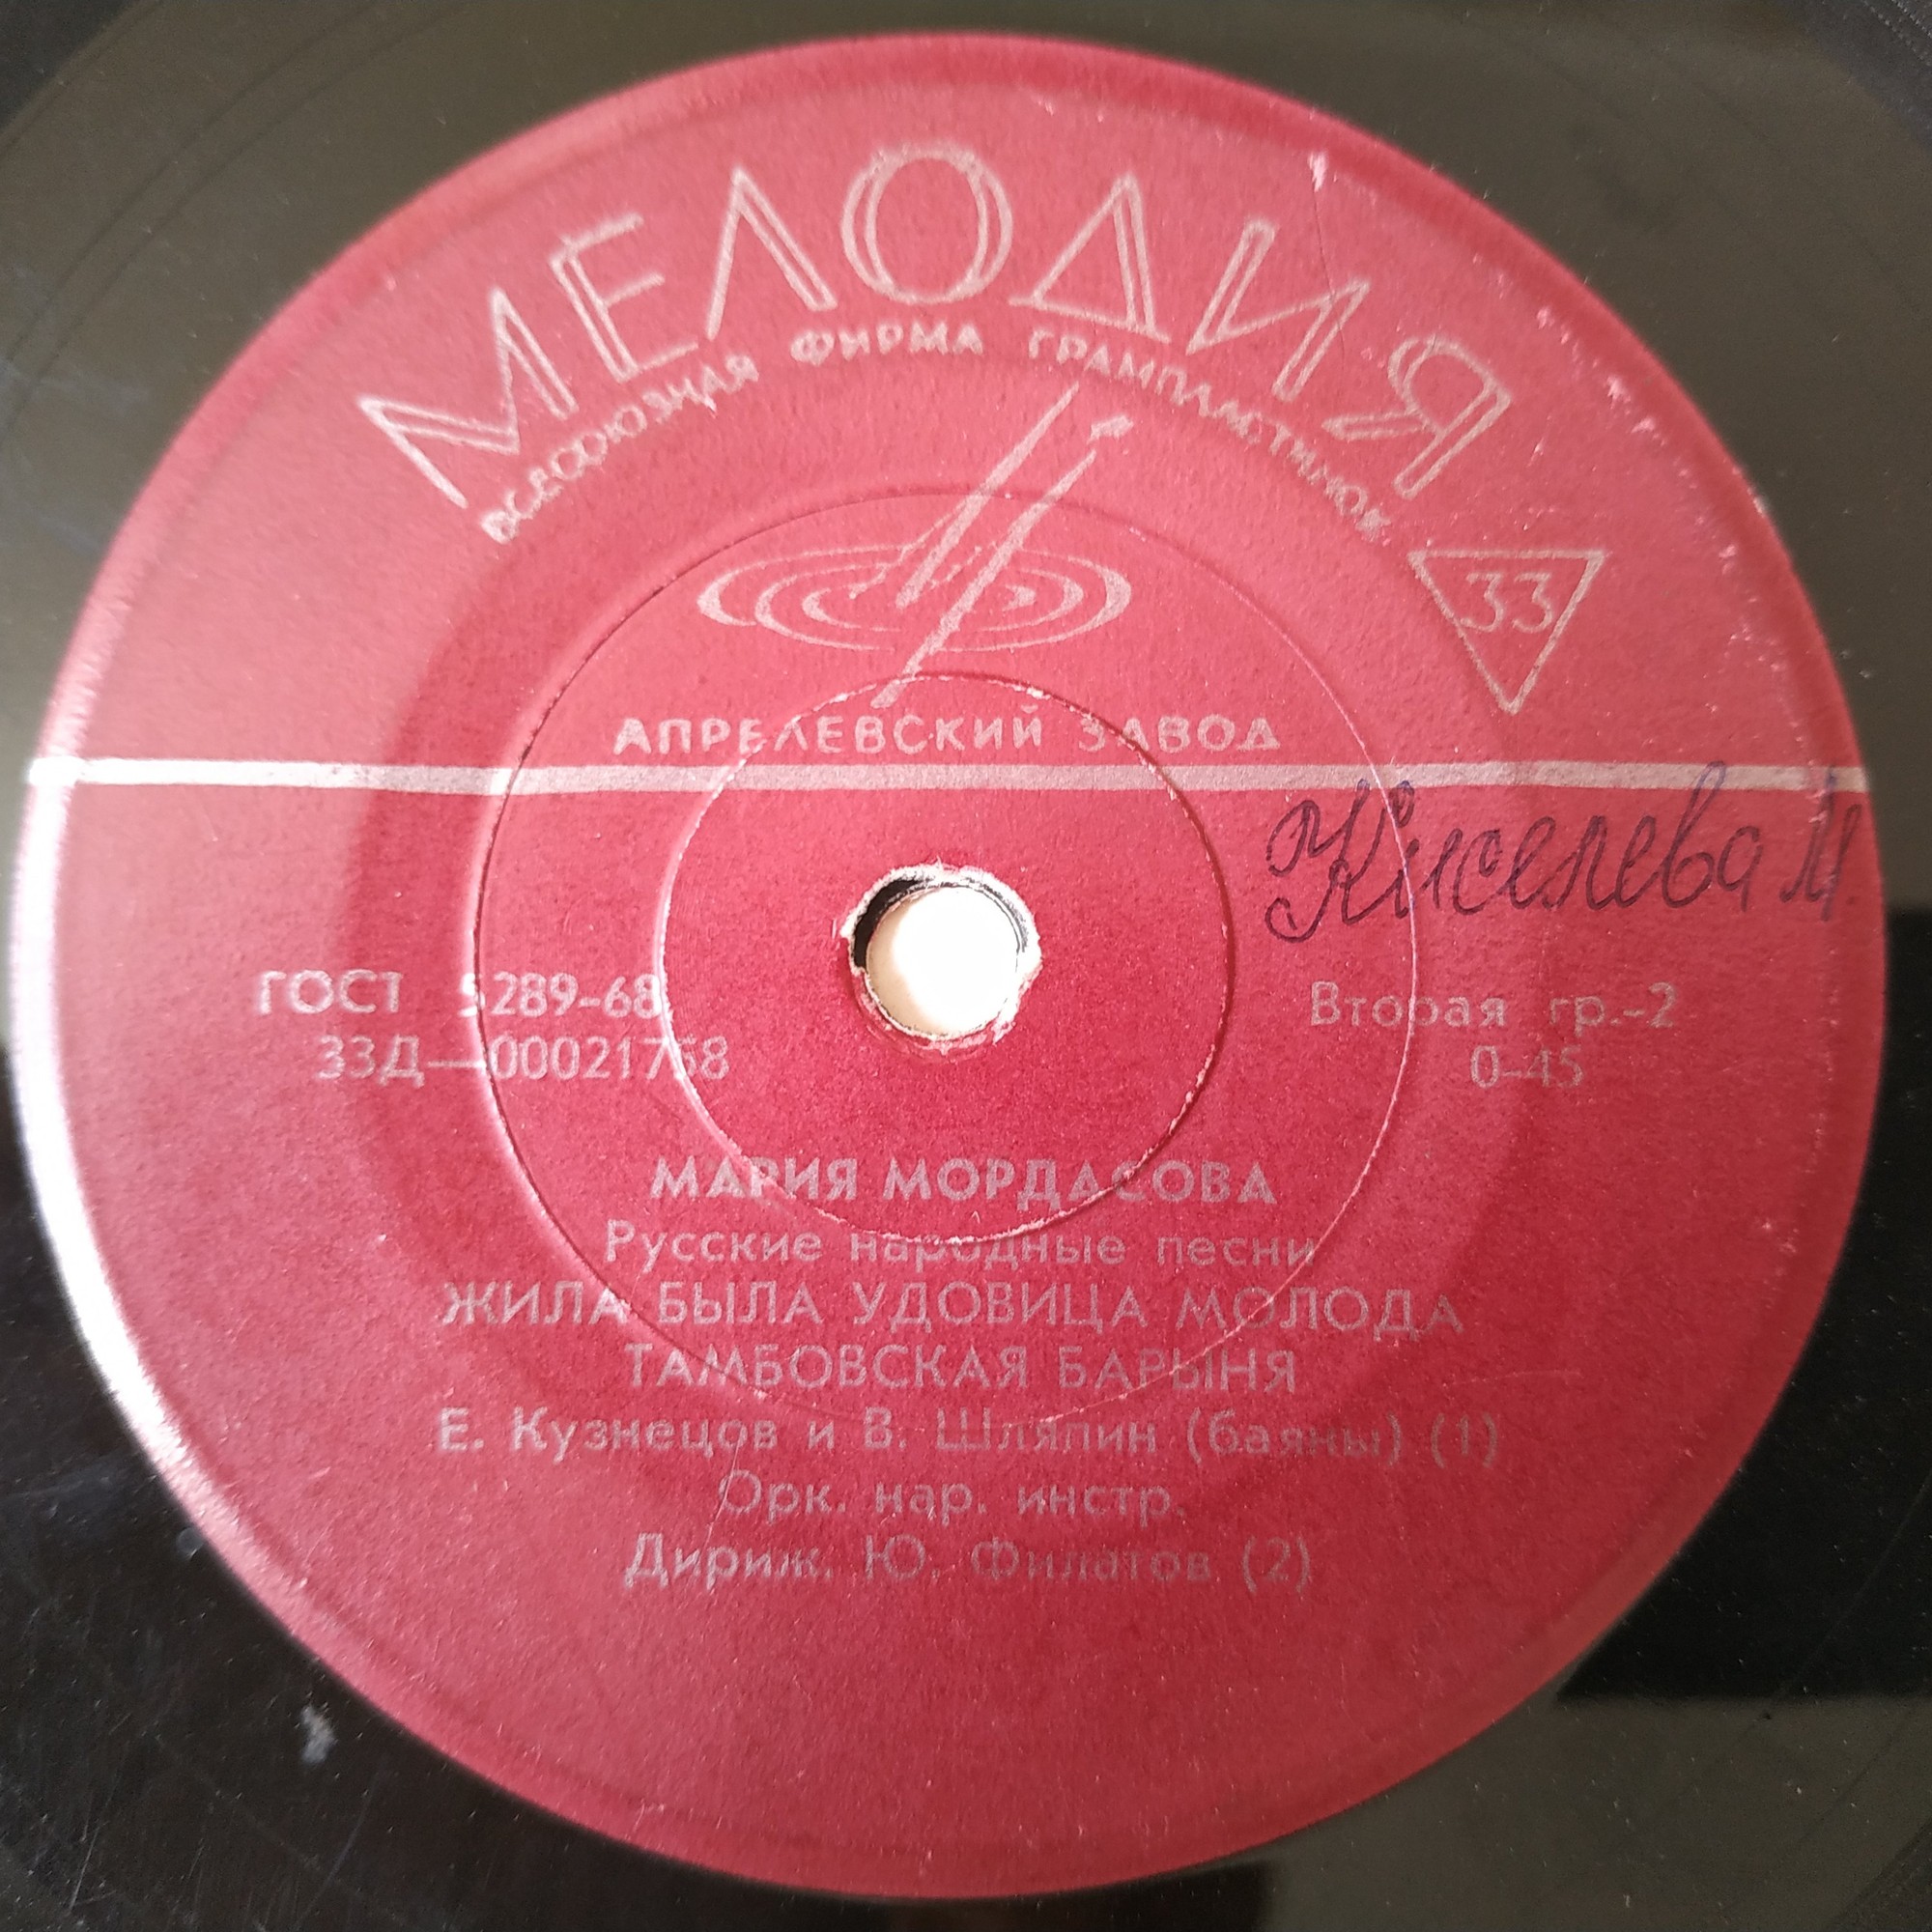 МЕЛОДИЯ
ВСЕСОЮЗНАЯ ФИРМА ГРАМПЛАСТИНОК
33
АПРЕЛЕВСКИЙ ЗАВОД
Киселева М
ГОСТ 5289-68
Вторая гр.-2
33Д—00021758
0-45
МАРИЯ МОРДАСОВА
Русские народные песни
ЖИЛА БЫЛА УДОВИЦА МОЛОДА
ТАМБОВСКАЯ БАРЫНЯ
Е. Кузнецов и В. Шляпин (баяны) (1)
Орк. нар. инстр.
Дириж. Ю. Филатов (2)